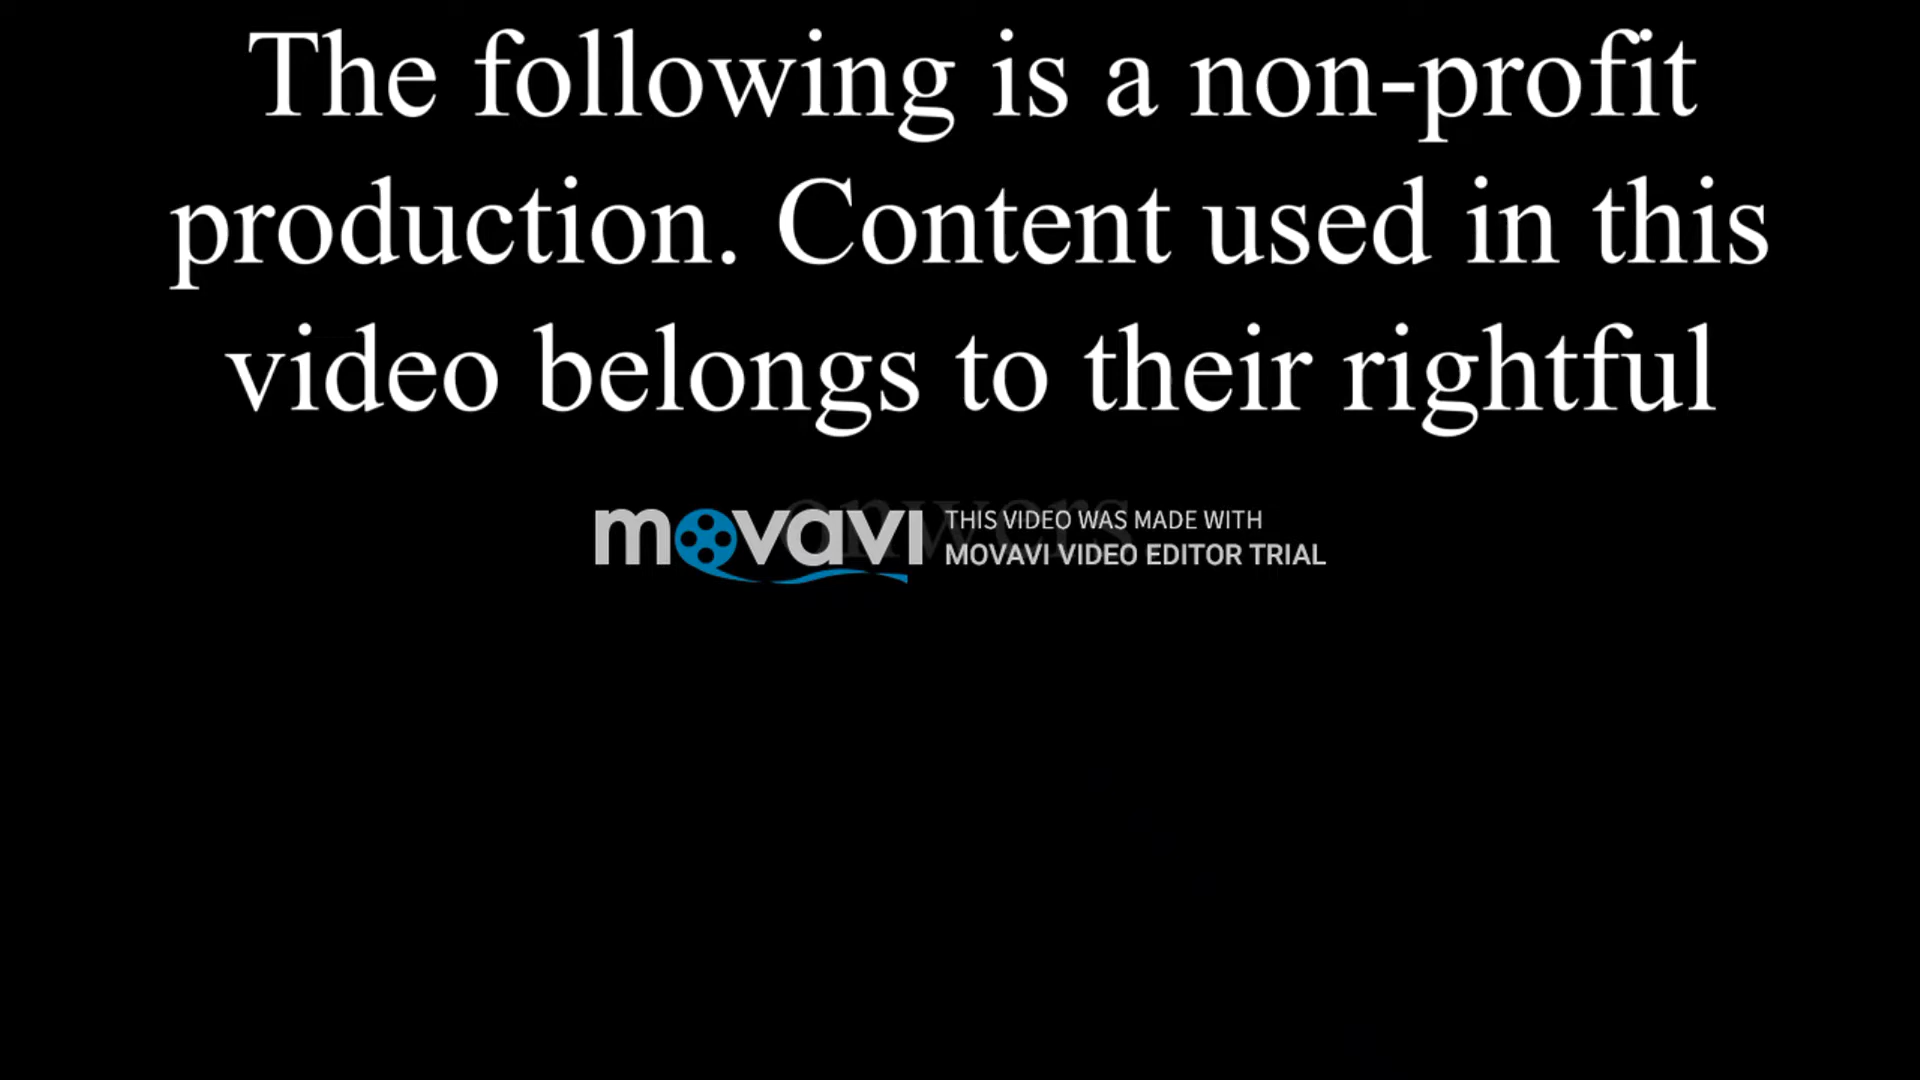 The following is a non-profit
production. Content used in this
video belongs to their rightful
onwers
movavi
THIS VIDEO WAS MADE WITH
MOVAVI VIDEO EDITOR TRIAL